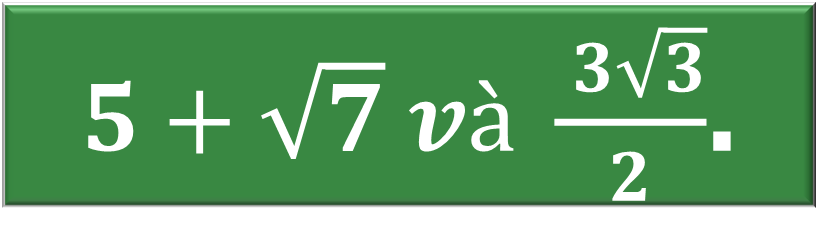 5 + √7 và 3√3/2.